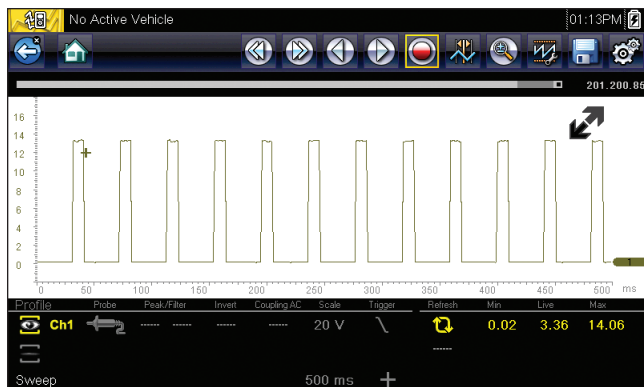 No Active Vehicle 01:13PM
201.200.86
16
14
12
10
8
6
4
2
0
0 50 100 150 200 250 300 350 400 450 500 ms
1
Profile Probe Peak/Filter Invert Coupling AC Scale Trigger Refresh Min Live Max
Ch1 2 ------ ------ ------ ------ 20 V 0.02 3.36 14.06
------
Sweep 500 ms